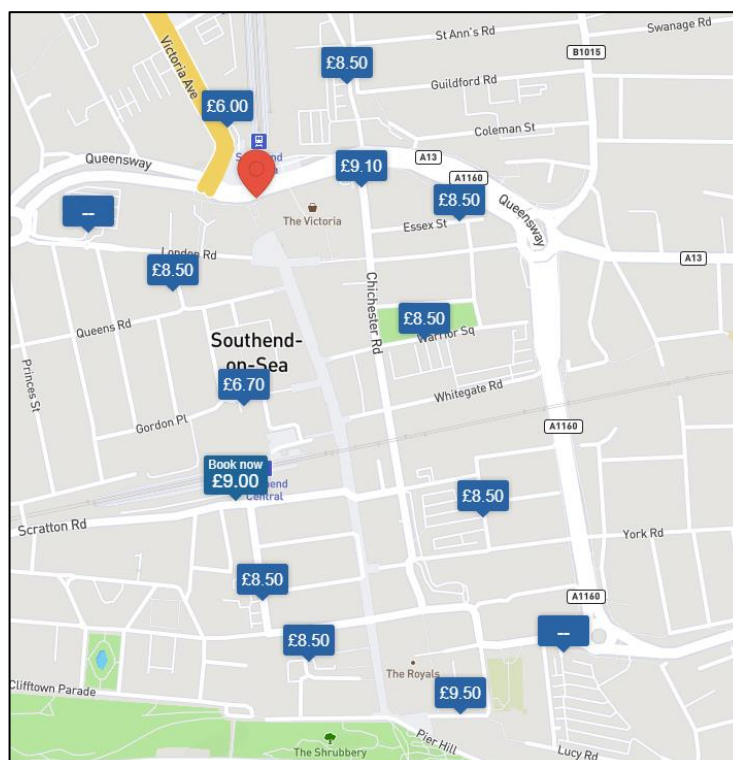 St Ann's Rd
Swanage Rd
Victoria Ave
B1015
£8.50
Guildford Rd
£6.00
Coleman St
Queensway
A13
£9.10
A1160
£8.50
--
The Victoria
Essex St
Queensway
London Rd
A13
£8.50
Chichester Rd
£8.50
Queens Rd
Warrior Sq
Southend-
on-Sea
Princes St
£6.70
Whitegate Rd
Gordon Pl
A1160
Book now
£9.00
Central
£8.50
Scratton Rd
York Rd
£8.50
A1160
--
£8.50
The Royals
Clifftown Parade
£9.50
Pier Hill
The Shrubbery
Lucy Rd